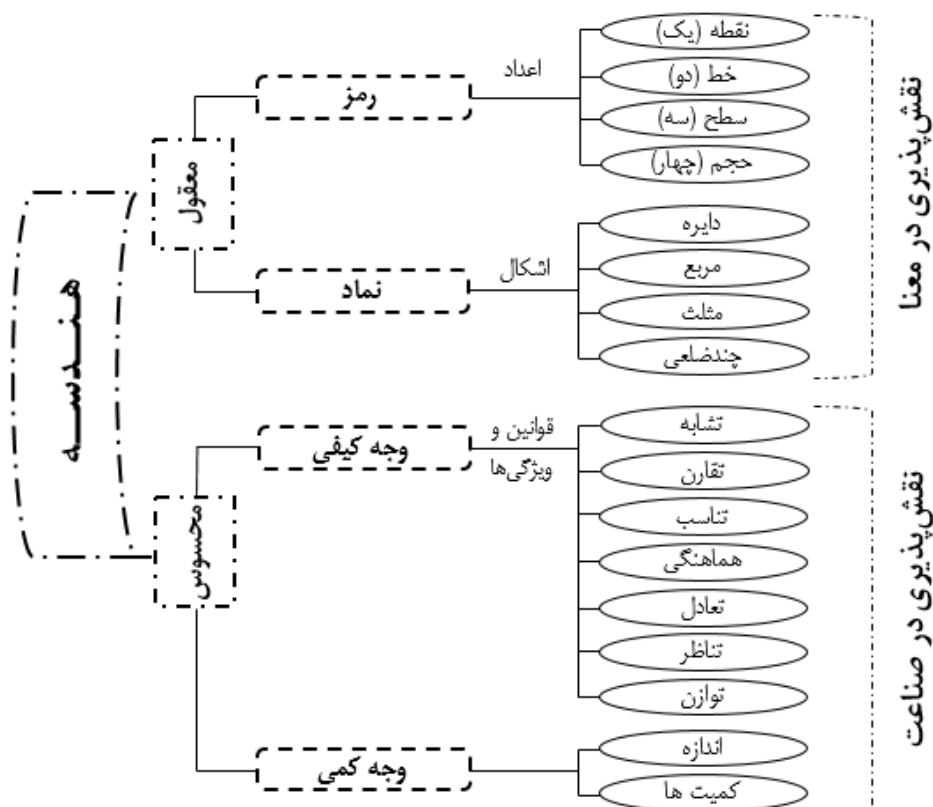 هنـدسـه
معقول
رمز
اعداد
نقطه (یک)
خط (دو)
سطح (سه)
حجم (چهار)
نماد
اشکال
دایره
مربع
مثلث
چندضلعی
نقش‌پذیری در معنا
محسوس
وجه کیفی
قوانین و
ویژگی‌ها
تشابه
تقارن
تناسب
هماهنگی
تعادل
تناظر
توازن
وجه کمی
اندازه
کمیت ها
نقش‌پذیری در صناعت